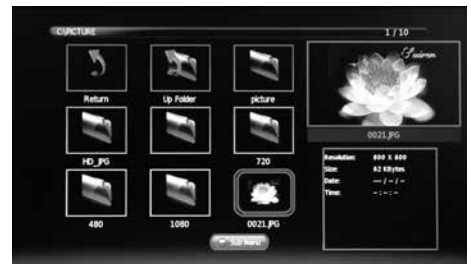 C:\PICTURE 1 / 10
Return Up Folder picture
HD_JPG 720
480 1080 0021.JPG
Sub Menu
Suiren
0021.JPG
Resolution: 800 X 600
Size: 62 KBytes
Date: -- / - / -
Time: - : - : -